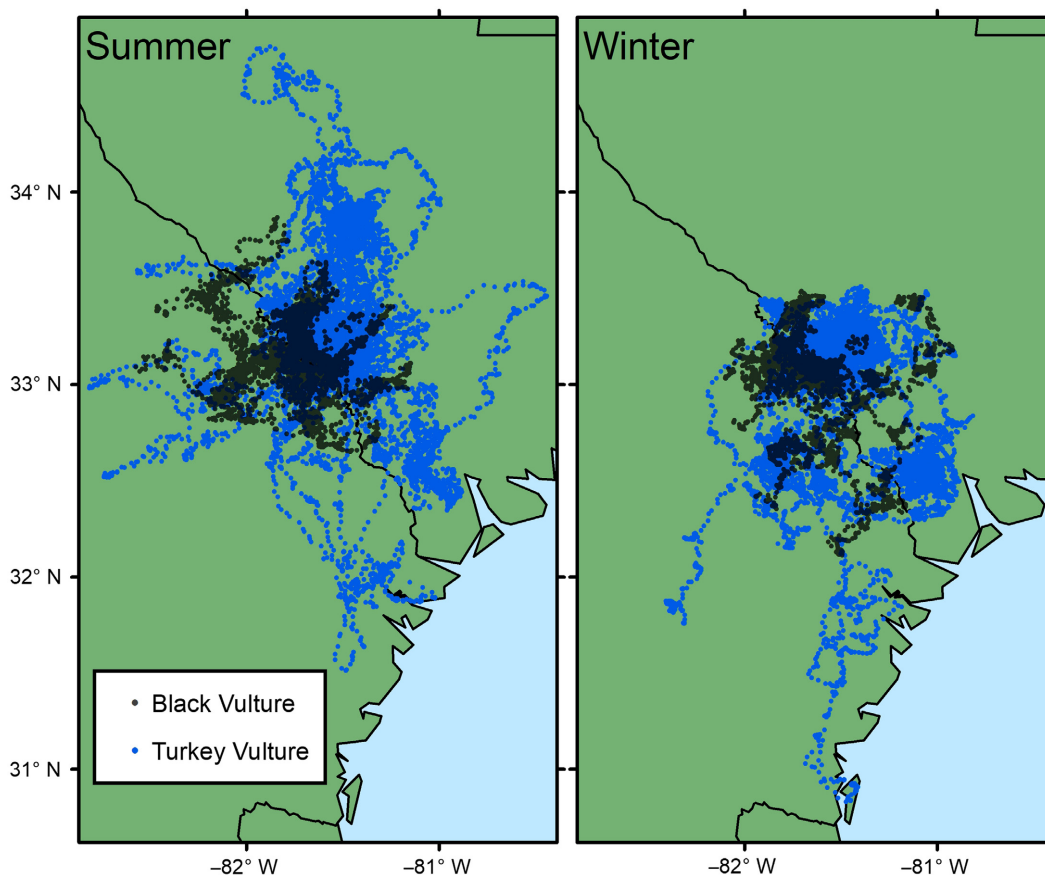 Summer
Winter
34° N
33° N
32° N
31° N
Black Vulture
Turkey Vulture
–82° W
–81° W
–82° W
–81° W